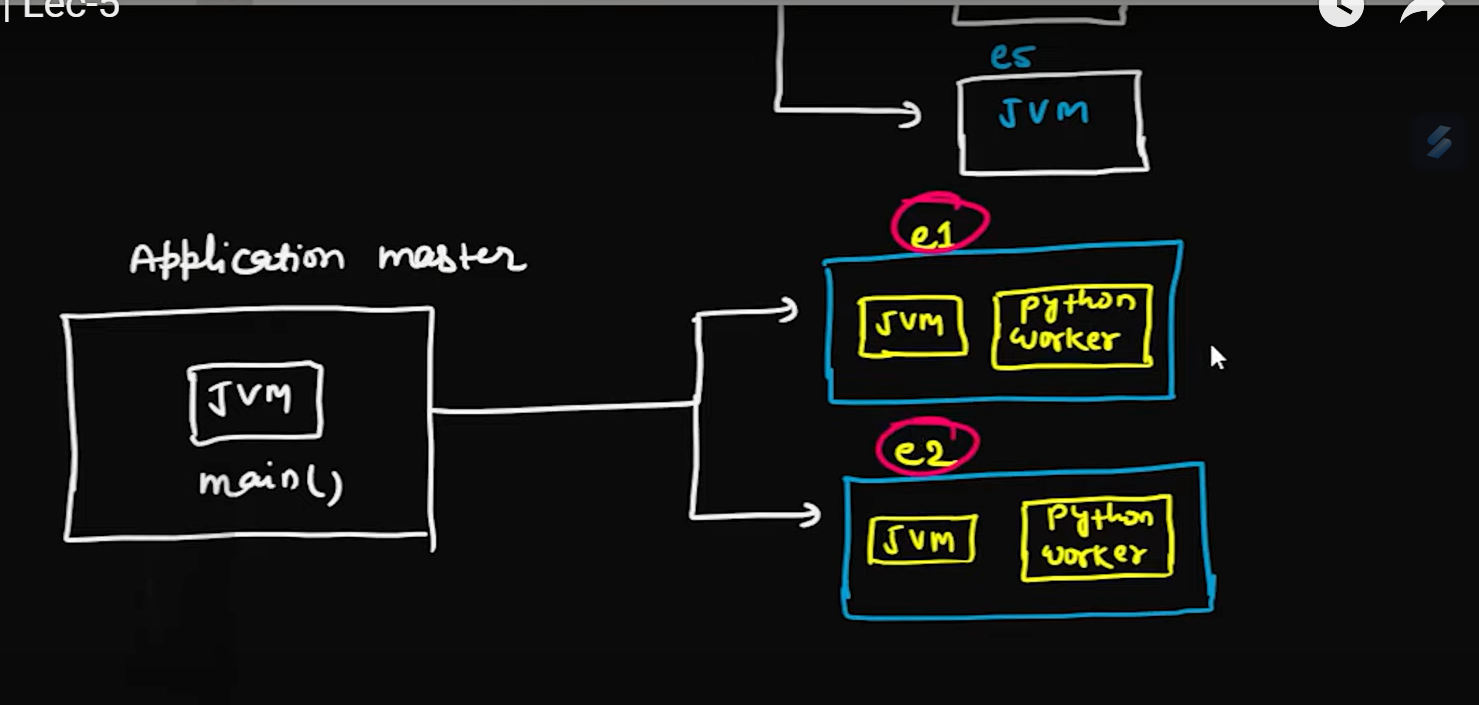 | Lec-5
e5
JVM
e1
Application master
JVM
python
worker
JVM
main()
e2
JVM
python
worker